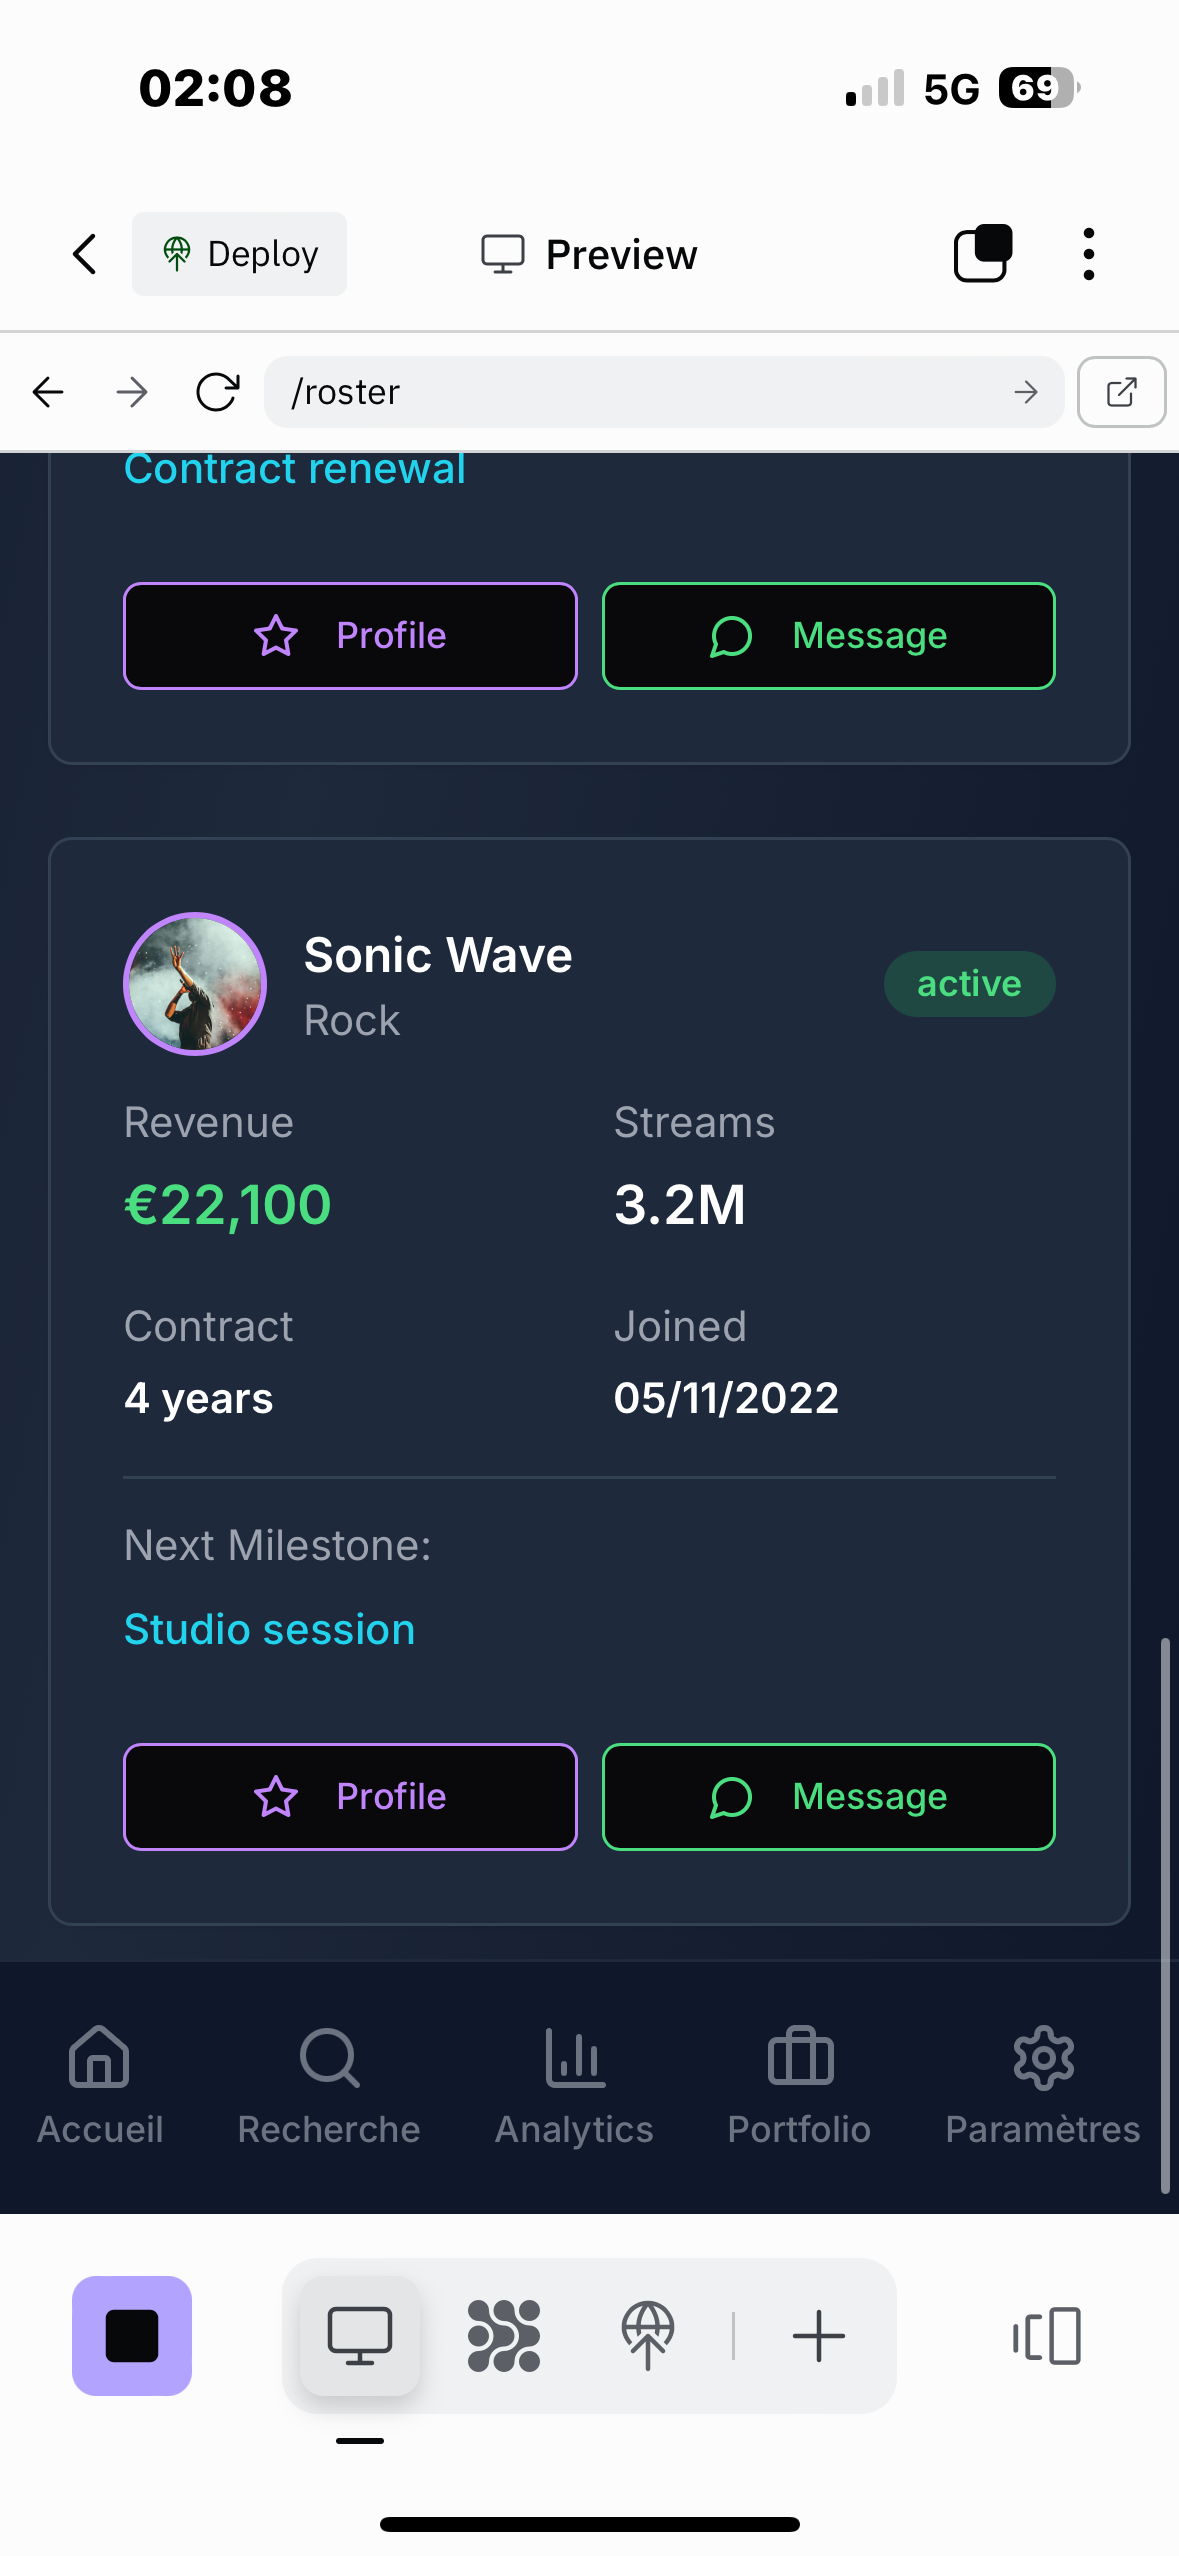 02:08
5G 69
Deploy
Preview
/roster
Contract renewal
Profile
Message
Sonic Wave
Rock
active
Revenue
Streams
€22,100
3.2M
Contract
Joined
4 years
05/11/2022
Next Milestone:
Studio session
Profile
Message
Accueil
Recherche
Analytics
Portfolio
Paramètres